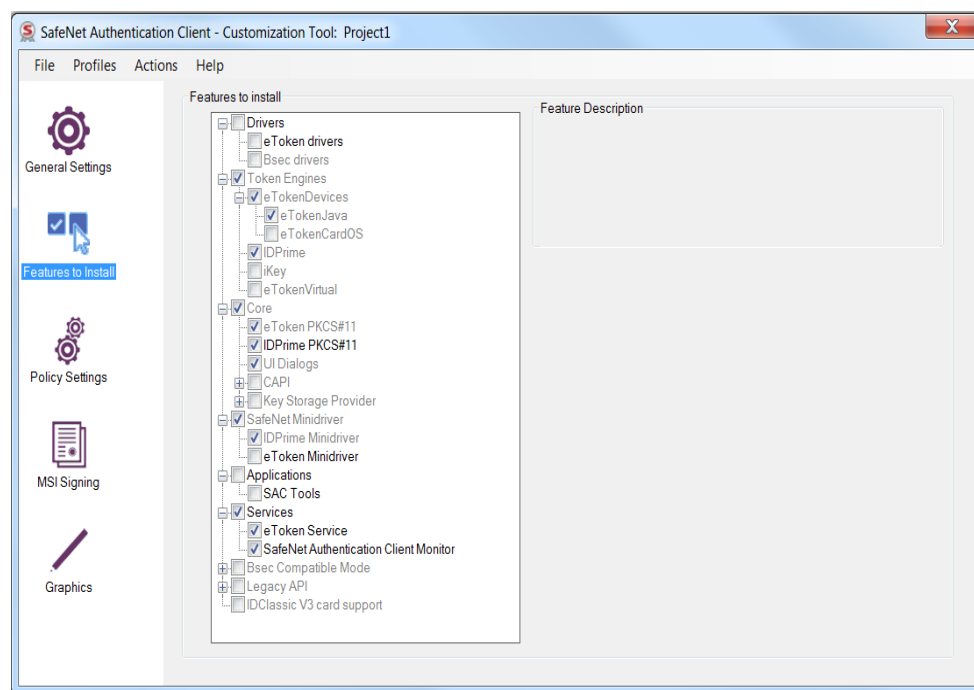 SafeNet Authentication Client - Customization Tool: Project1
File Profiles Actions Help
General Settings
Features to Install
Policy Settings
MSI Signing
Graphics
Features to install
Drivers
eToken drivers
Bsec drivers
Token Engines
eTokenDevices
eTokenJava
eTokenCardOS
IDPrime
iKey
eTokenVirtual
Core
eToken PKCS#11
IDPrime PKCS#11
UI Dialogs
CAPI
Key Storage Provider
SafeNet Minidriver
IDPrime Minidriver
eToken Minidriver
Applications
SAC Tools
Services
eToken Service
SafeNet Authentication Client Monitor
Bsec Compatible Mode
Legacy API
IDClassic V3 card support
Feature Description